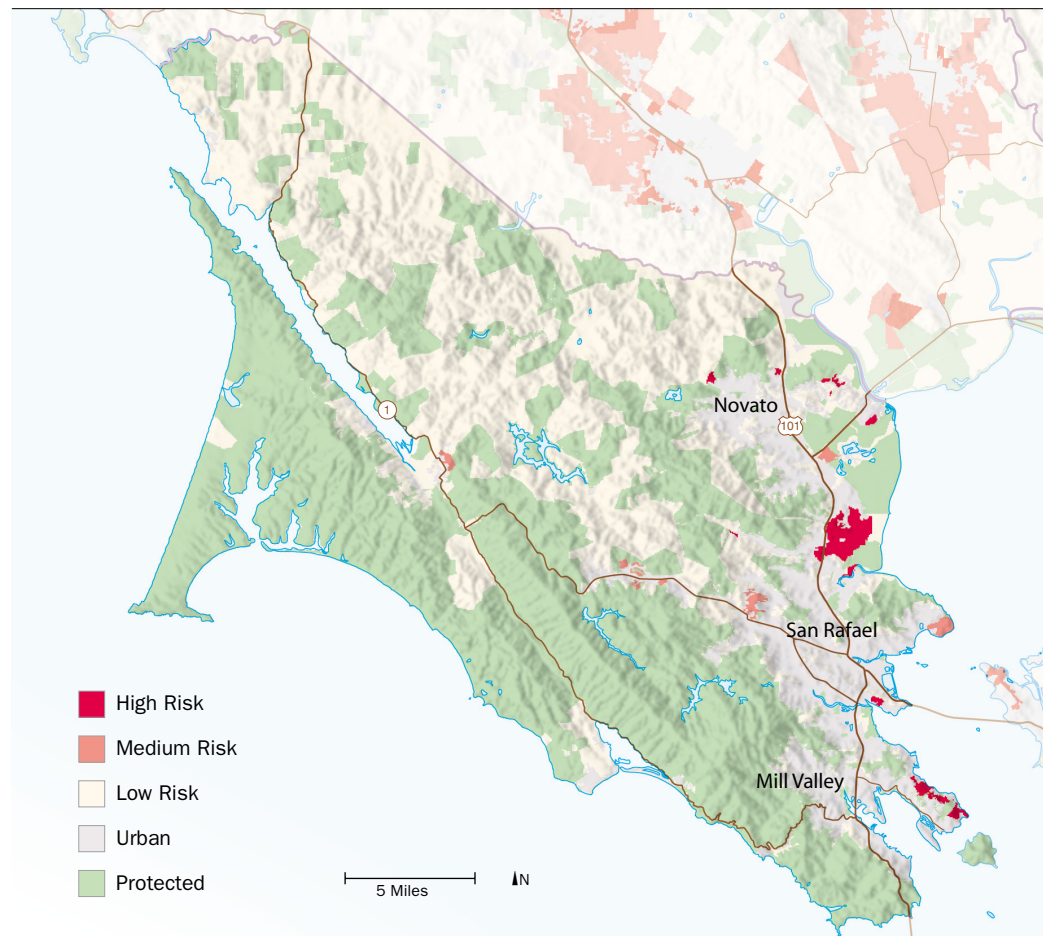 1
Novato
101
San Rafael
High Risk
Medium Risk
Low Risk
Mill Valley
Urban
Protected
5 Miles
N